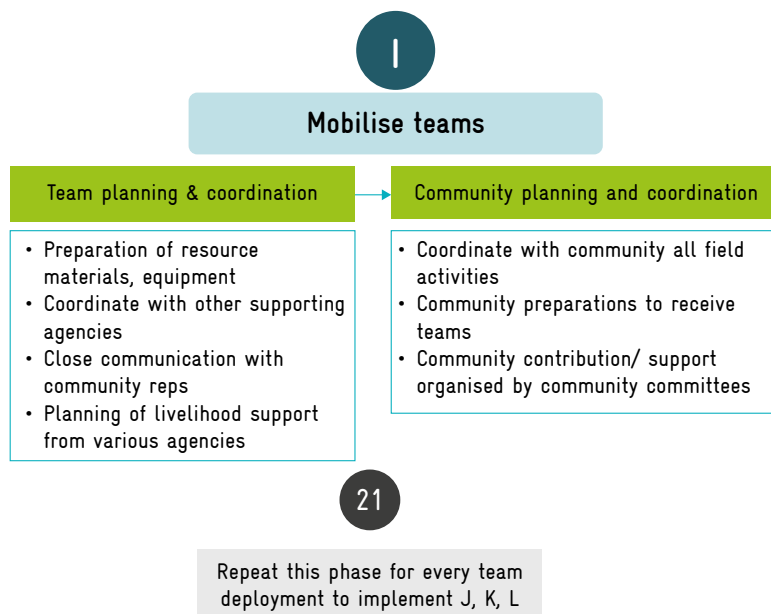 I
Mobilise teams
Team planning & coordination
• Preparation of resource
materials, equipment
• Coordinate with other supporting
agencies
• Close communication with
community reps
• Planning of livelihood support
from various agencies
Community planning and coordination
• Coordinate with community all field
activities
• Community preparations to receive
teams
• Community contribution/ support
organised by community committees
21
Repeat this phase for every team
deployment to implement J, K, L